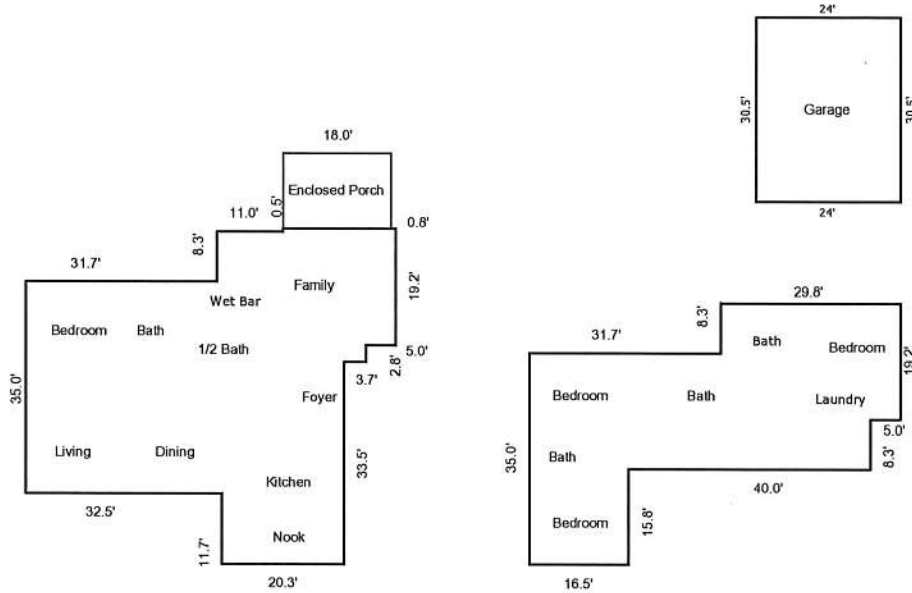 24'
30.5'
Garage
30.5'
24'
18.0'
Enclosed Porch
0.5'
11.0'
0.8'
8.3'
31.7'
Family
19.2'
Wet Bar
Bedroom
Bath
1/2 Bath
5.0'
2.8'
3.7'
35.0'
Foyer
Living
Dining
33.5'
Kitchen
32.5'
Nook
11.7'
20.3'
29.8'
8.3'
31.7'
Bath
Bedroom
19.2'
Bedroom
Bath
Laundry
5.0'
35.0'
Bath
8.3'
40.0'
Bedroom
15.8'
16.5'